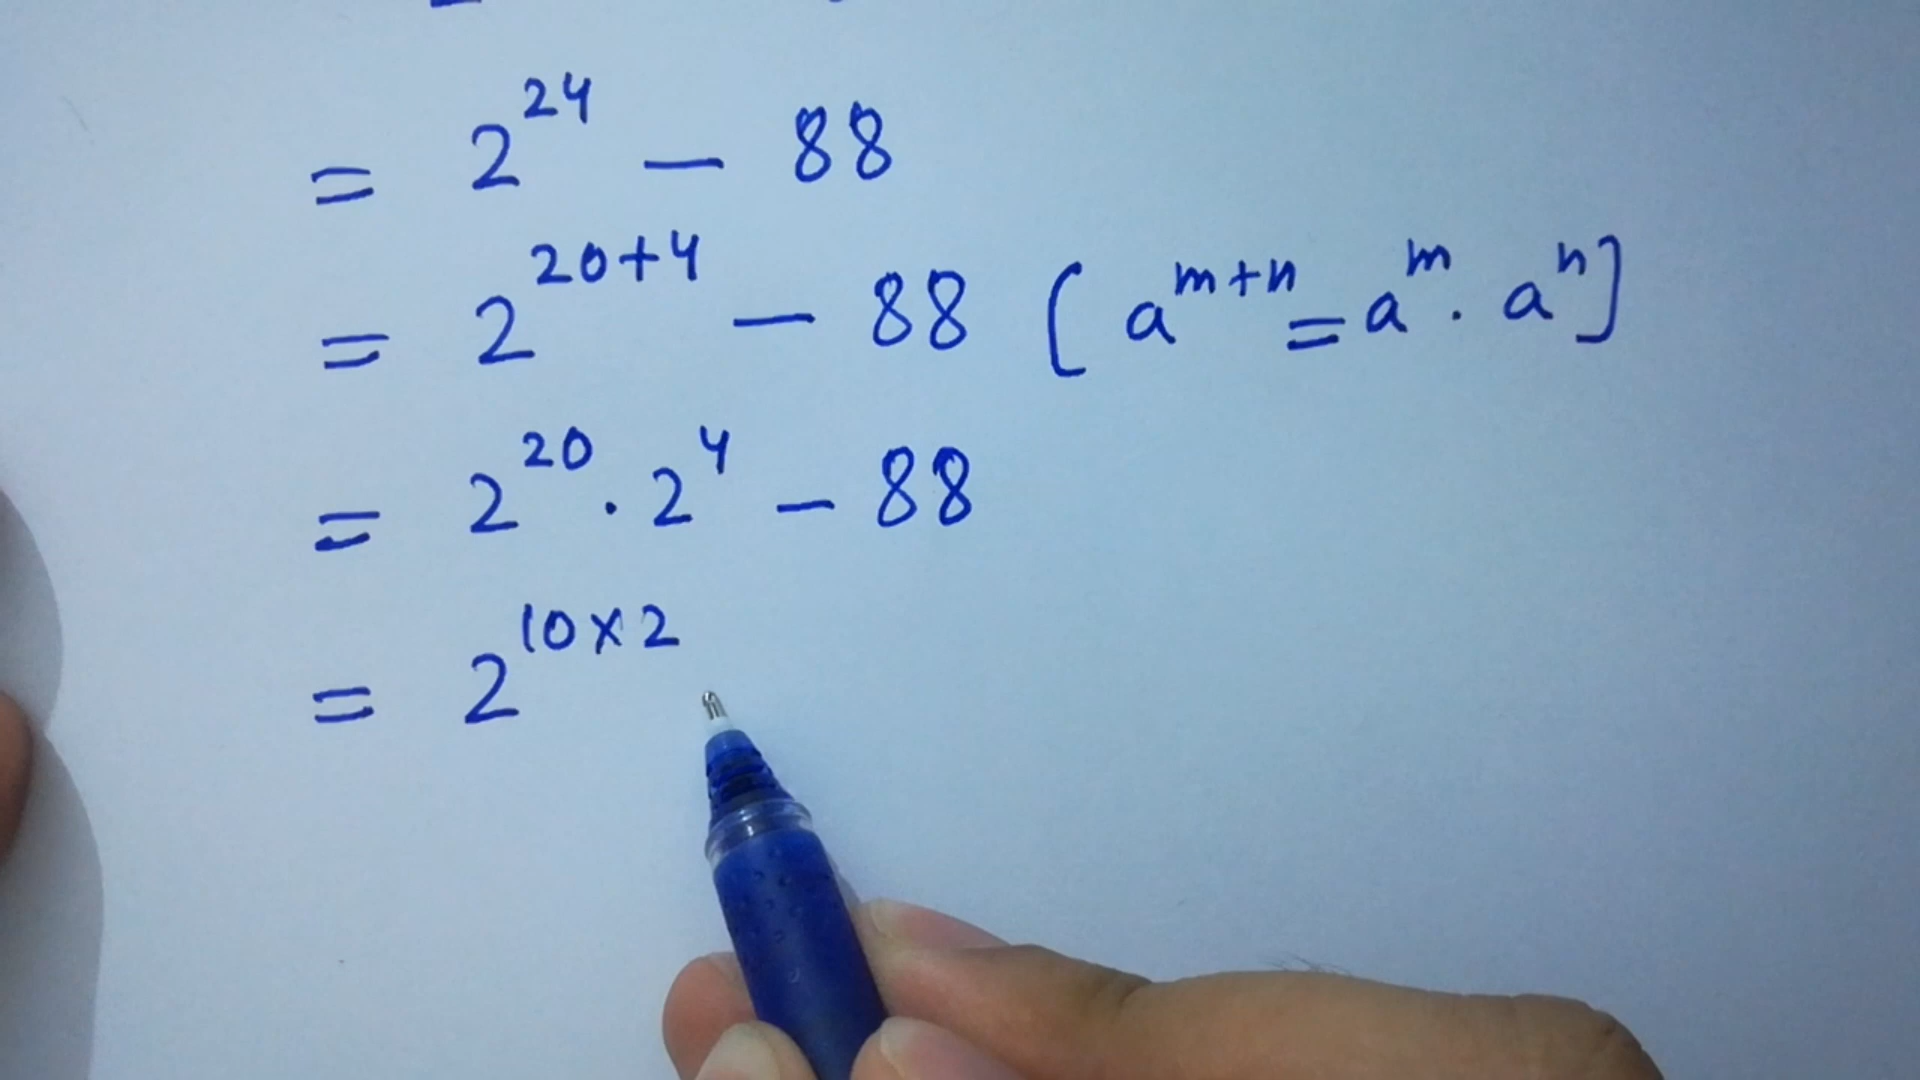 = 2^24 - 88
= 2^20+4 - 88 [a^m+n = a^m . a^n]
= 2^20 . 2^4 - 88
= 2^10×2